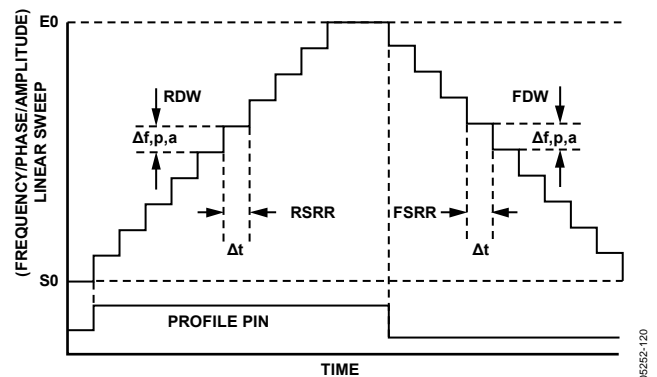 E0
(FREQUENCY/PHASE/AMPLITUDE)
LINEAR SWEEP
RDW
FDW
Δf,p,a
Δf,p,a
RSRR
FSRR
Δt
Δt
S0
PROFILE PIN
TIME
05252-120